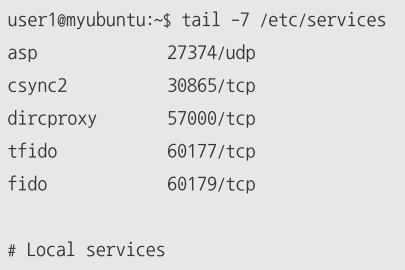 user1@myubuntu:~$ tail -7 /etc/services
asp 27374/udp
csync2 30865/tcp
dircproxy 57000/tcp
tfido 60177/tcp
fido 60179/tcp
# Local services